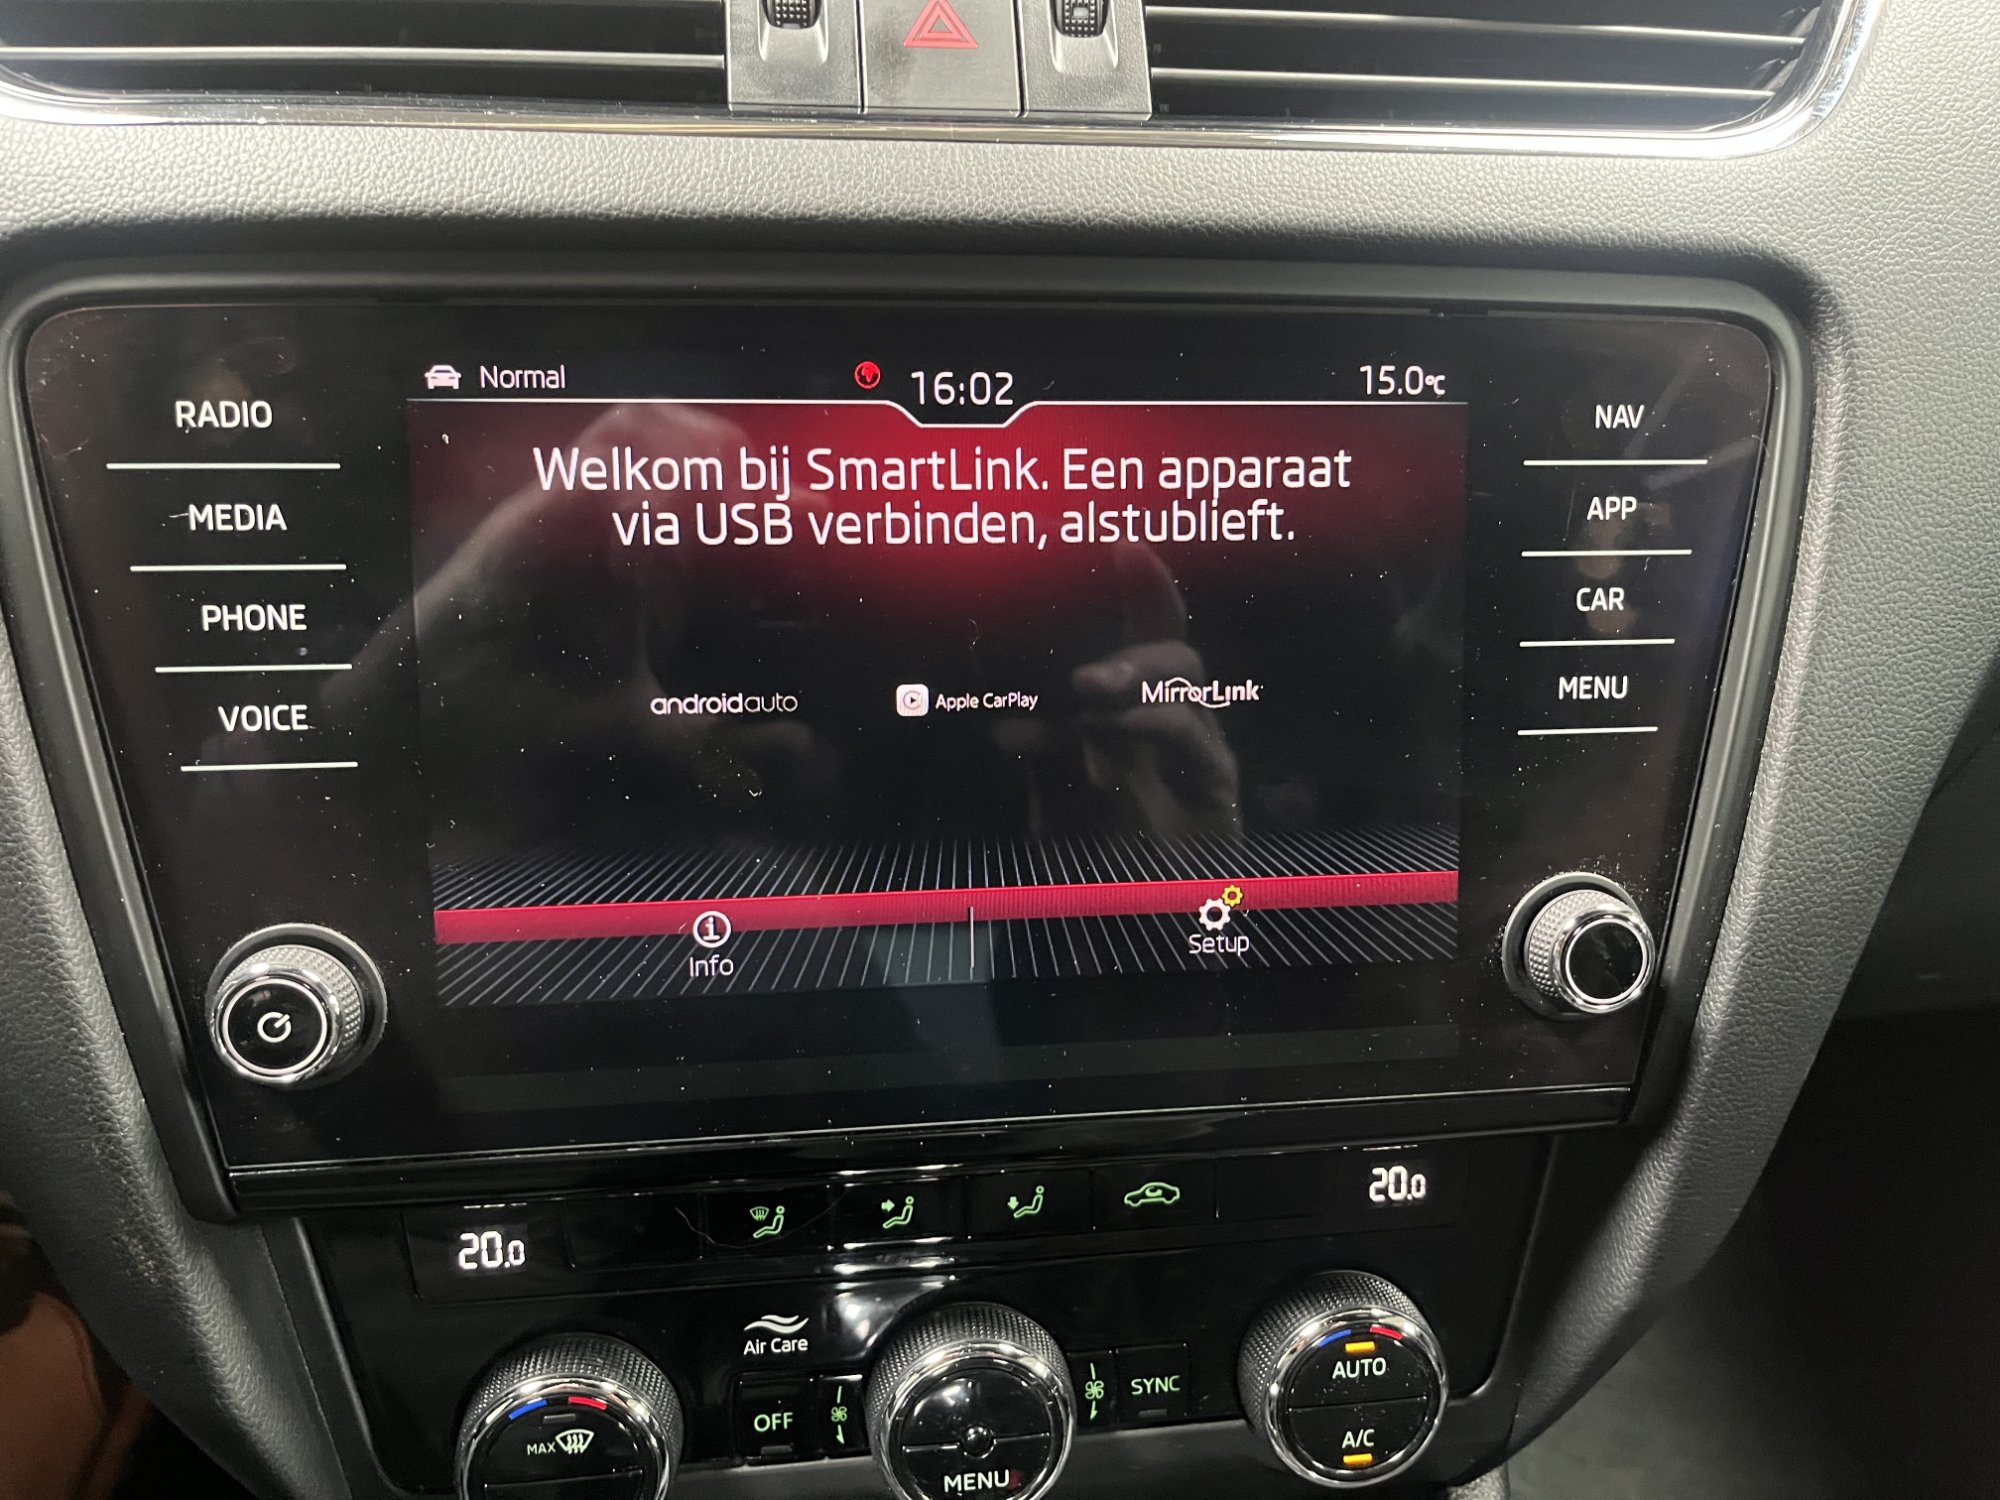 Normal
16:02
15.0°C
RADIO
MEDIA
PHONE
VOICE
NAV
APP
CAR
MENU
Welkom bij SmartLink. Een apparaat
via USB verbinden, alstublieft.
androidauto
Apple CarPlay
MirrorLink
Info
Setup
20.0
20.0
Air Care
MAX
OFF
MENU
SYNC
AUTO
A/C